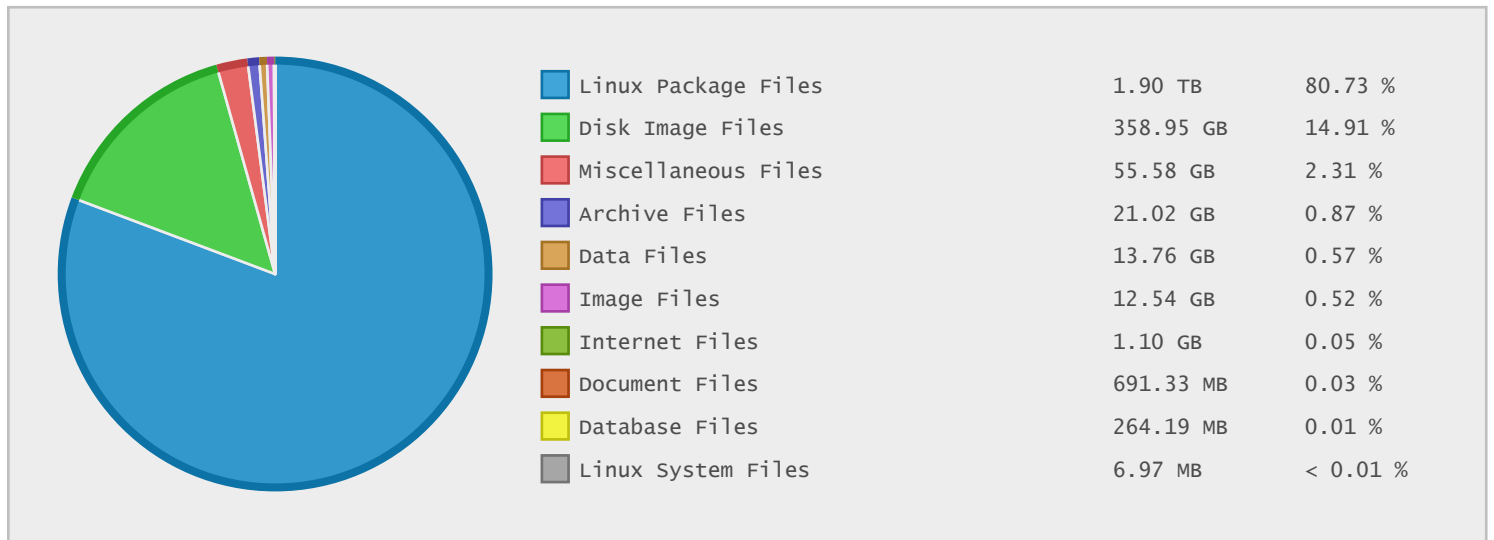 Linux Package Files 1.90 TB 80.73 %
Disk Image Files 358.95 GB 14.91 %
Miscellaneous Files 55.58 GB 2.31 %
Archive Files 21.02 GB 0.87 %
Data Files 13.76 GB 0.57 %
Image Files 12.54 GB 0.52 %
Internet Files 1.10 GB 0.05 %
Document Files 691.33 MB 0.03 %
Database Files 264.19 MB 0.01 %
Linux System Files 6.97 MB < 0.01 %